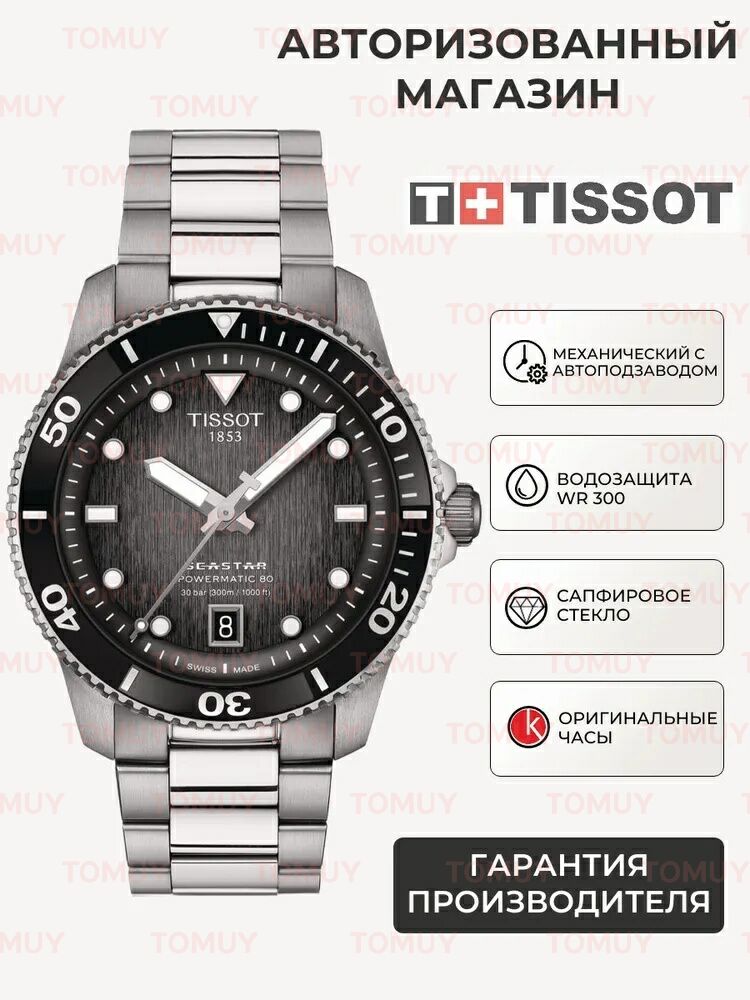 АВТОРИЗОВАННЫЙ
МАГАЗИН
T+TISSOT
МЕХАНИЧЕСКИЙ С
АВТОПОДЗАВОДОМ
ВОДОЗАЩИТА
WR 300
САПФИРОВОЕ
СТЕКЛО
k
ОРИГИНАЛЬНЫЕ
ЧАСЫ
ГАРАНТИЯ
ПРОИЗВОДИТЕЛЯ
TISSOT
1853
SEASTAR
POWERMATIC 80
30 bar (300m / 1000 ft)
8
SWISS MADE
10
20
30
40
50
TOMUY